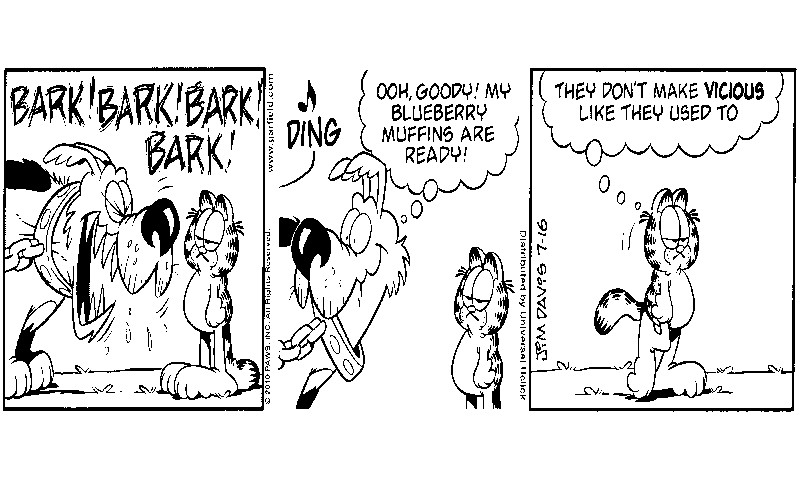 BARK! BARK! BARK!
BARK!
www.garfield.com
© 2010 PAWS, INC. All Rights Reserved.
♪
DING
OOH, GOODY! MY
BLUEBERRY
MUFFINS ARE
READY!
Distributed by Universal Uclick
THEY DON'T MAKE VICIOUS
LIKE THEY USED TO
JIM DAVIS 7-16